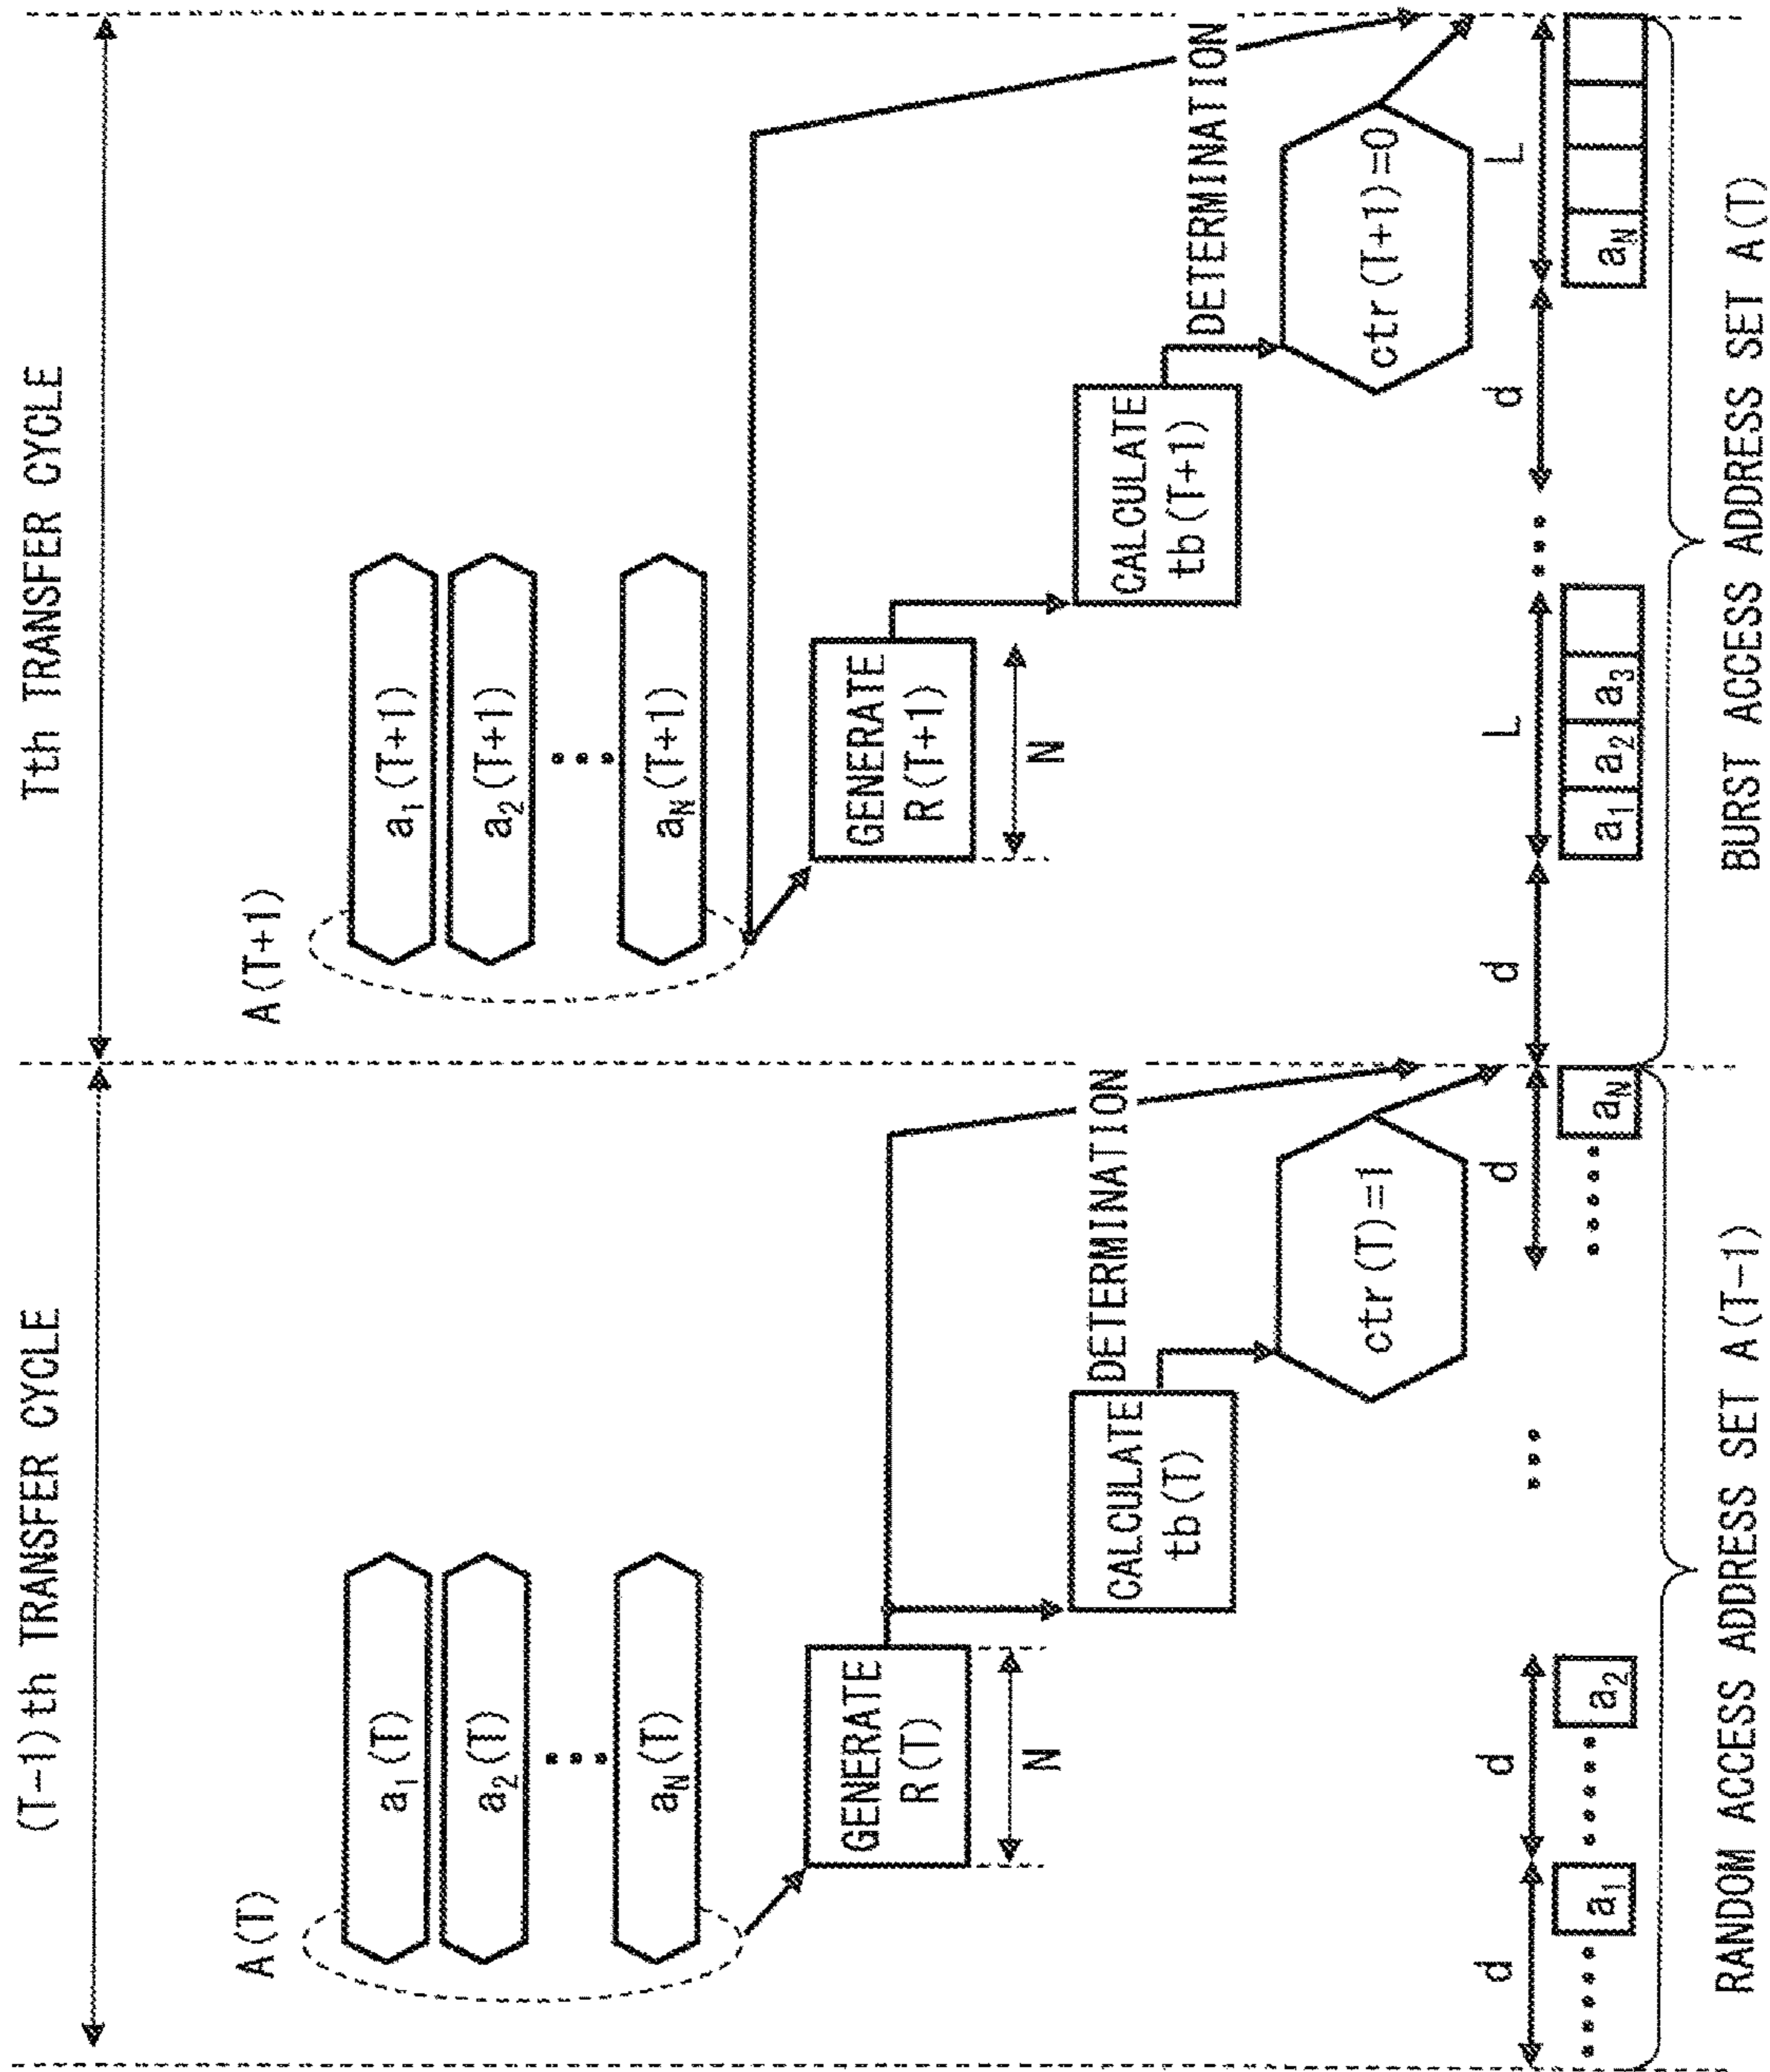 (T-1)th TRANSFER CYCLE
Tth TRANSFER CYCLE
A(T)
a1(T)
a2(T)
...
aN(T)
GENERATE
R(T)
N
CALCULATE
tb(T)
DETERMINATION
ctr(T)=1
A(T+1)
a1(T+1)
a2(T+1)
...
aN(T+1)
GENERATE
R(T+1)
N
CALCULATE
tb(T+1)
DETERMINATION
ctr(T+1)=0
d d ... d
..... a1 ..... a2 ..... aN
d L ... d L
a1 a2 a3 aN
RANDOM ACCESS ADDRESS SET A(T-1)
BURST ACCESS ADDRESS SET A(T)